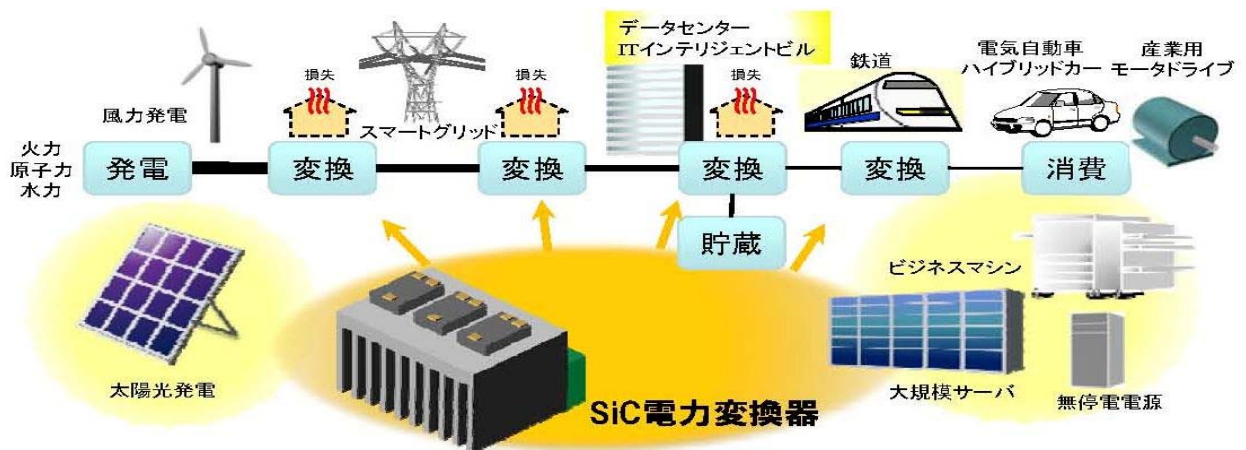 データセンター
ITインテリジェントビル
損失
損失
損失
鉄道
電気自動車
ハイブリッドカー
産業用
モータドライブ
風力発電
スマートグリッド
火力
原子力
水力
発電
変換
変換
変換
変換
消費
貯蔵
ビジネスマシン
太陽光発電
SiC電力変換器
大規模サーバ
無停電電源